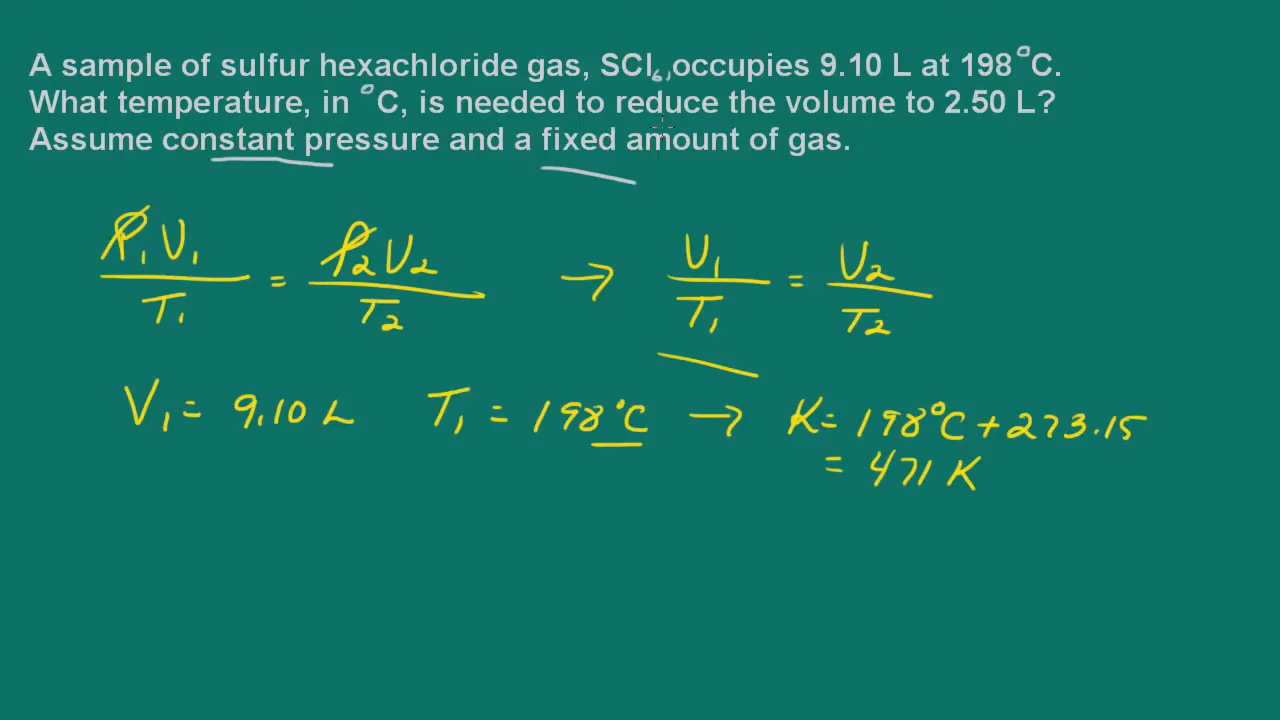 A sample of sulfur hexachloride gas, SCl₆, occupies 9.10 L at 198°C.
What temperature, in °C, is needed to reduce the volume to 2.50 L?
Assume constant pressure and a fixed amount of gas.
P₁V₁/T₁ = P₂V₂/T₂ → V₁/T₁ = V₂/T₂
V₁ = 9.10 L T₁ = 198°C → K = 198°C + 273.15
= 471 K